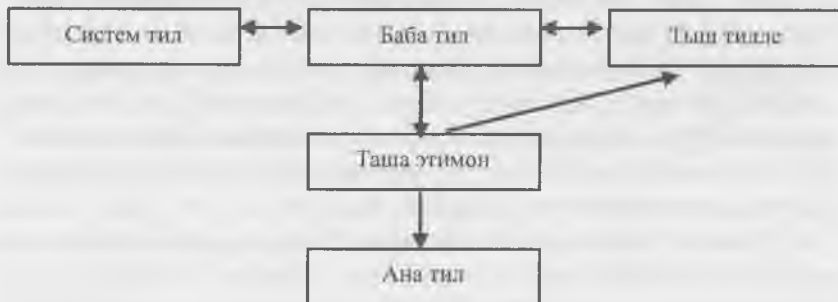 Систем тил
Баба тил
Тыш тилле
Таша этимон
Ана тил